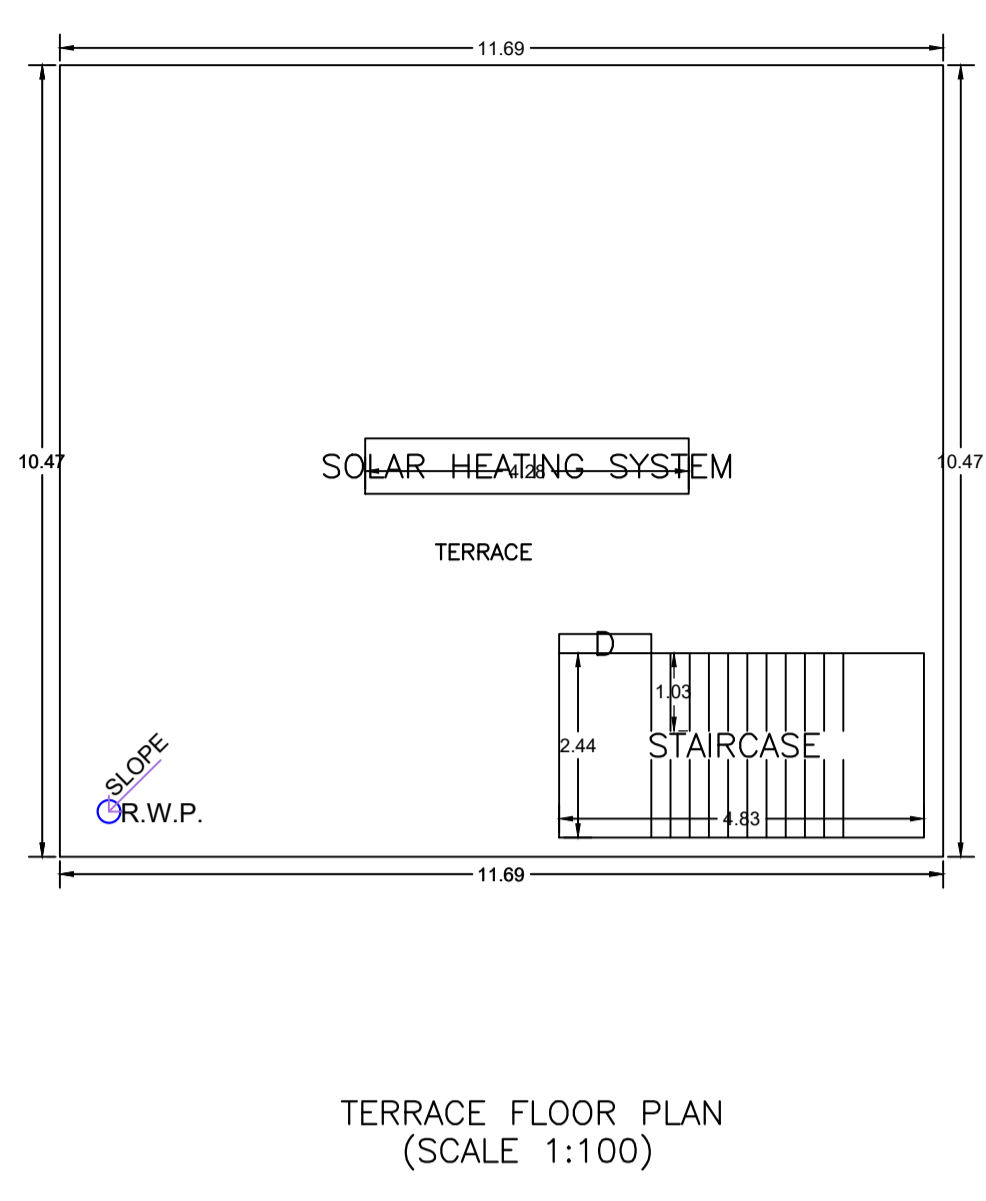 11.69
10.47
10.47
SOLAR HEATING SYSTEM
4.28
TERRACE
D
1.03
2.44
STAIRCASE
SLOPE
R.W.P.
4.83
11.69
TERRACE FLOOR PLAN
(SCALE 1:100)